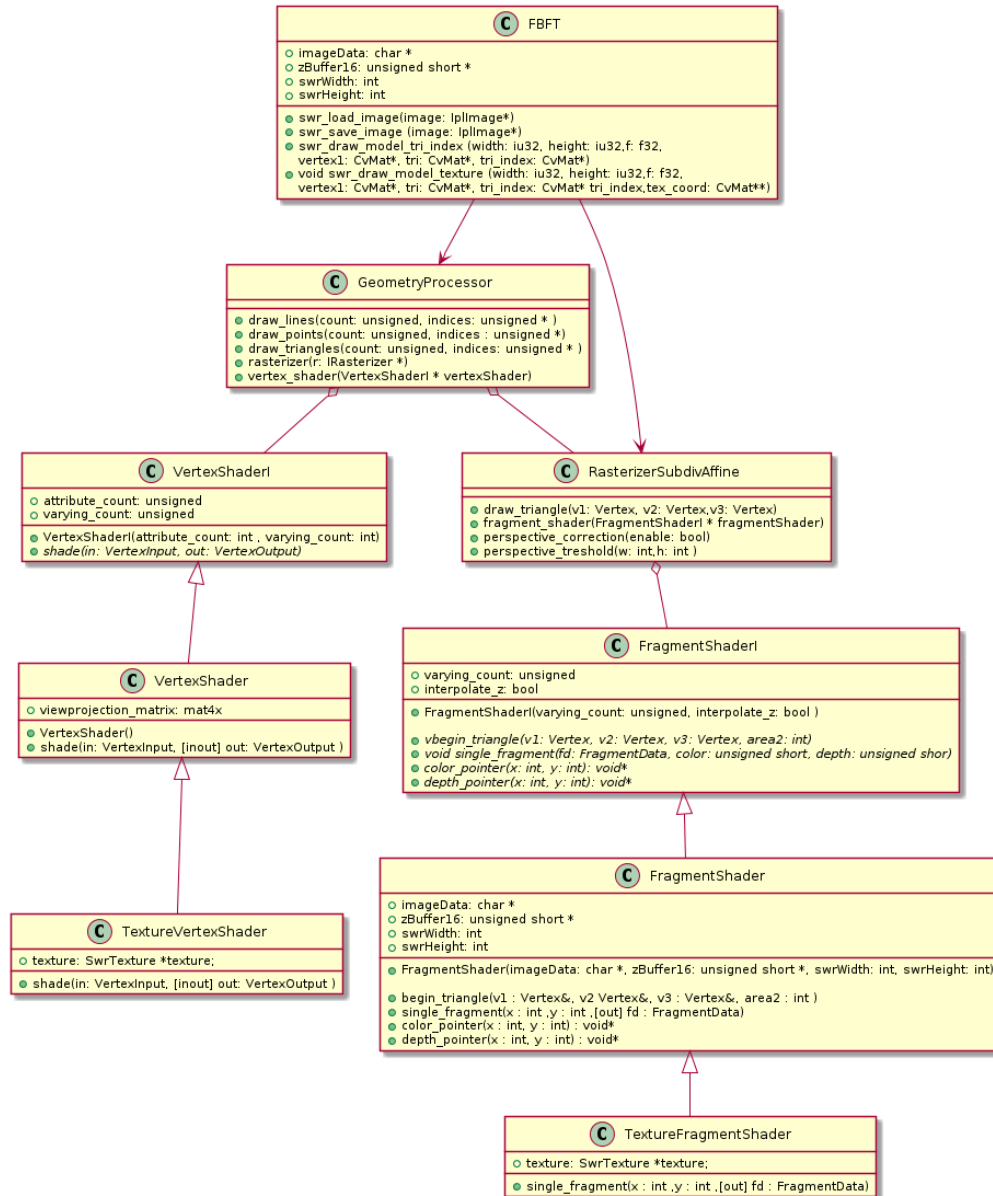 C FBFT
imageData: char *
zBuffer16: unsigned short *
swrWidth: int
swrHeight: int
swr_load_image(image: IplImage*)
swr_save_image (image: IplImage*)
swr_draw_model_tri_index (width: iu32, height: iu32,f: f32,
vertex1: CvMat*, tri: CvMat*, tri_index: CvMat*)
void swr_draw_model_texture (width: iu32, height: iu32,f: f32,
vertex1: CvMat*, tri: CvMat*, tri_index: CvMat* tri_index,tex_coord: CvMat**)
C GeometryProcessor
draw_lines(count: unsigned, indices: unsigned * )
draw_points(count: unsigned, indices : unsigned *)
draw_triangles(count: unsigned, indices: unsigned * )
rasterizer(r: IRasterizer *)
vertex_shader(VertexShaderI * vertexShader)
C VertexShaderI
attribute_count: unsigned
varying_count: unsigned
VertexShaderI(attribute_count: int , varying_count: int)
shade(in: VertexInput, out: VertexOutput)
C RasterizerSubdivAffine
draw_triangle(v1: Vertex, v2: Vertex,v3: Vertex)
fragment_shader(FragmentShaderI * fragmentShader)
perspective_correction(enable: bool)
perspective_treshold(w: int,h: int )
C VertexShader
viewprojection_matrix: mat4x
VertexShader()
shade(in: VertexInput, [inout] out: VertexOutput )
C FragmentShaderI
varying_count: unsigned
interpolate_z: bool
FragmentShaderI(varying_count: unsigned, interpolate_z: bool )
vbegin_triangle(v1: Vertex, v2: Vertex, v3: Vertex, area2: int)
void single_fragment(fd: FragmentData, color: unsigned short, depth: unsigned shor)
color_pointer(x: int, y: int): void*
depth_pointer(x: int, y: int): void*
C TextureVertexShader
texture: SwrTexture *texture;
shade(in: VertexInput, [inout] out: VertexOutput )
C FragmentShader
imageData: char *
zBuffer16: unsigned short *
swrWidth: int
swrHeight: int
FragmentShader(imageData: char *, zBuffer16: unsigned short *, swrWidth: int, swrHeight: int)
begin_triangle(v1 : Vertex&, v2 Vertex&, v3 : Vertex&, area2 : int )
single_fragment(x : int ,y : int ,[out] fd : FragmentData)
color_pointer(x : int, y : int) : void*
depth_pointer(x : int, y : int) : void*
C TextureFragmentShader
texture: SwrTexture *texture;
single_fragment(x : int ,y : int ,[out] fd : FragmentData)